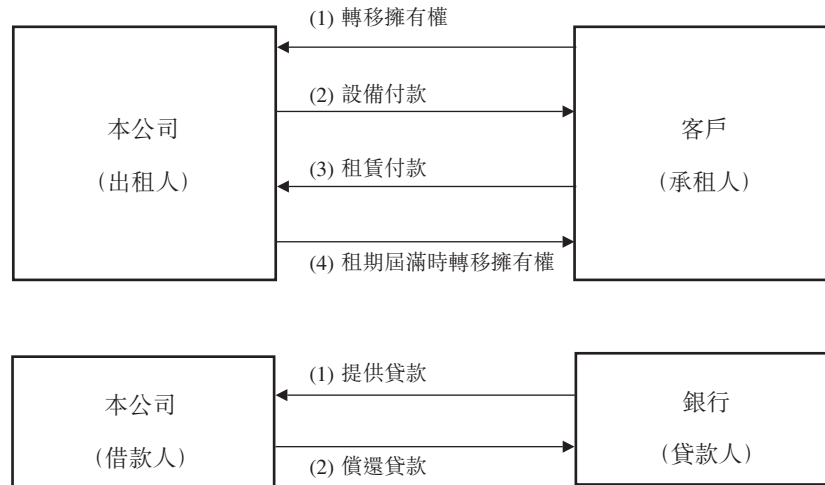 (1) 轉移擁有權
(2) 設備付款
本公司
(出租人)
客戶
(承租人)
(3) 租賃付款
(4) 租期屆滿時轉移擁有權
(1) 提供貸款
本公司
(借款人)
銀行
(貸款人)
(2) 償還貸款